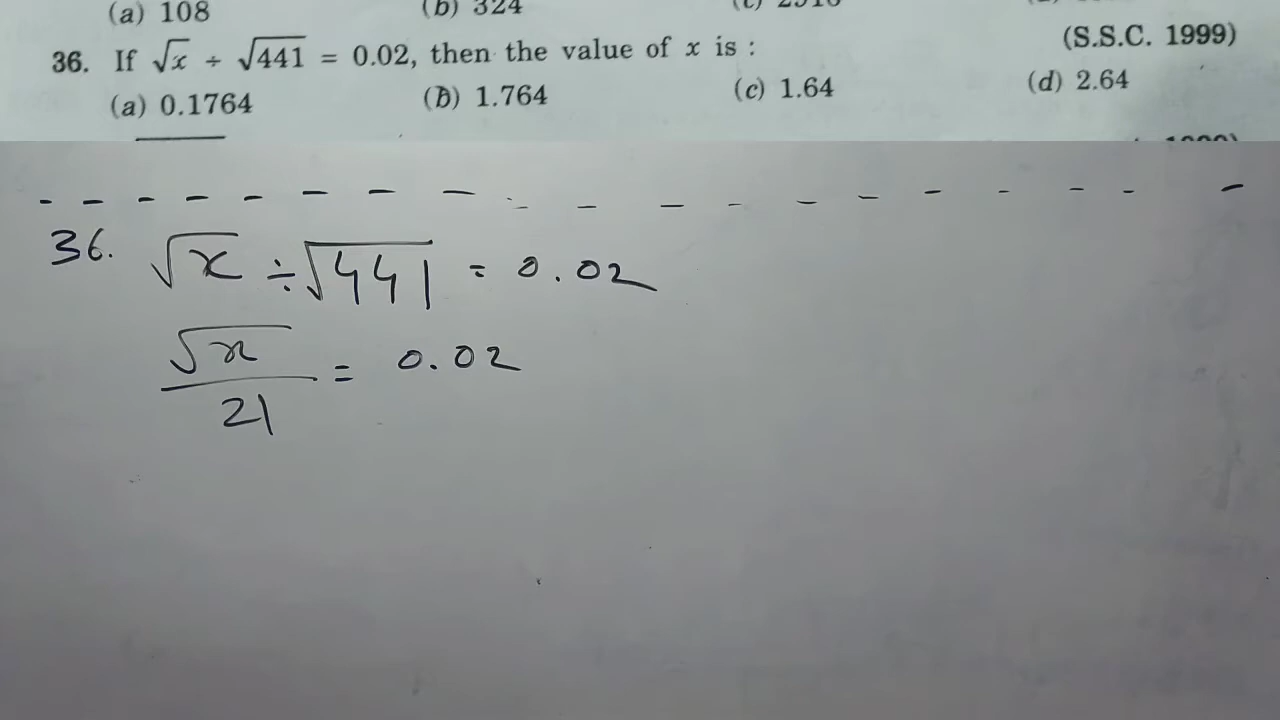 (a) 108 (b) 324
36. If √x ÷ √441 = 0.02, then the value of x is : (S.S.C. 1999)
(a) 0.1764 (b) 1.764 (c) 1.64 (d) 2.64
36. √x ÷ √441 = 0.02
√x / 21 = 0.02